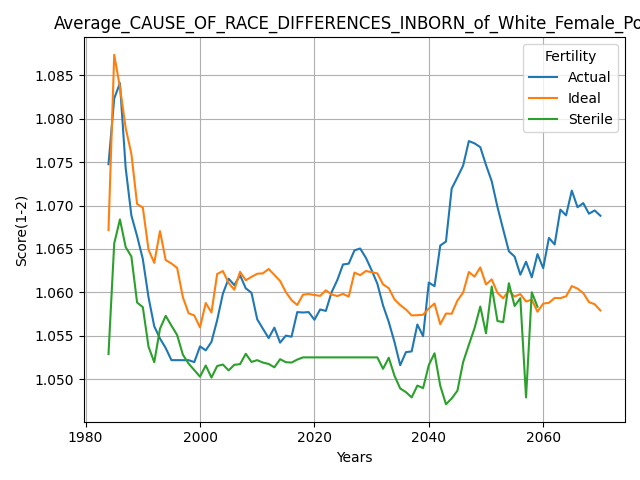 Average_CAUSE_OF_RACE_DIFFERENCES_INBORN_of_White_Female_Po
Fertility
Actual
Ideal
Sterile
1.085
1.080
1.075
1.070
1.065
1.060
1.055
1.050
Score(1-2)
1980 2000 2020 2040 2060
Years